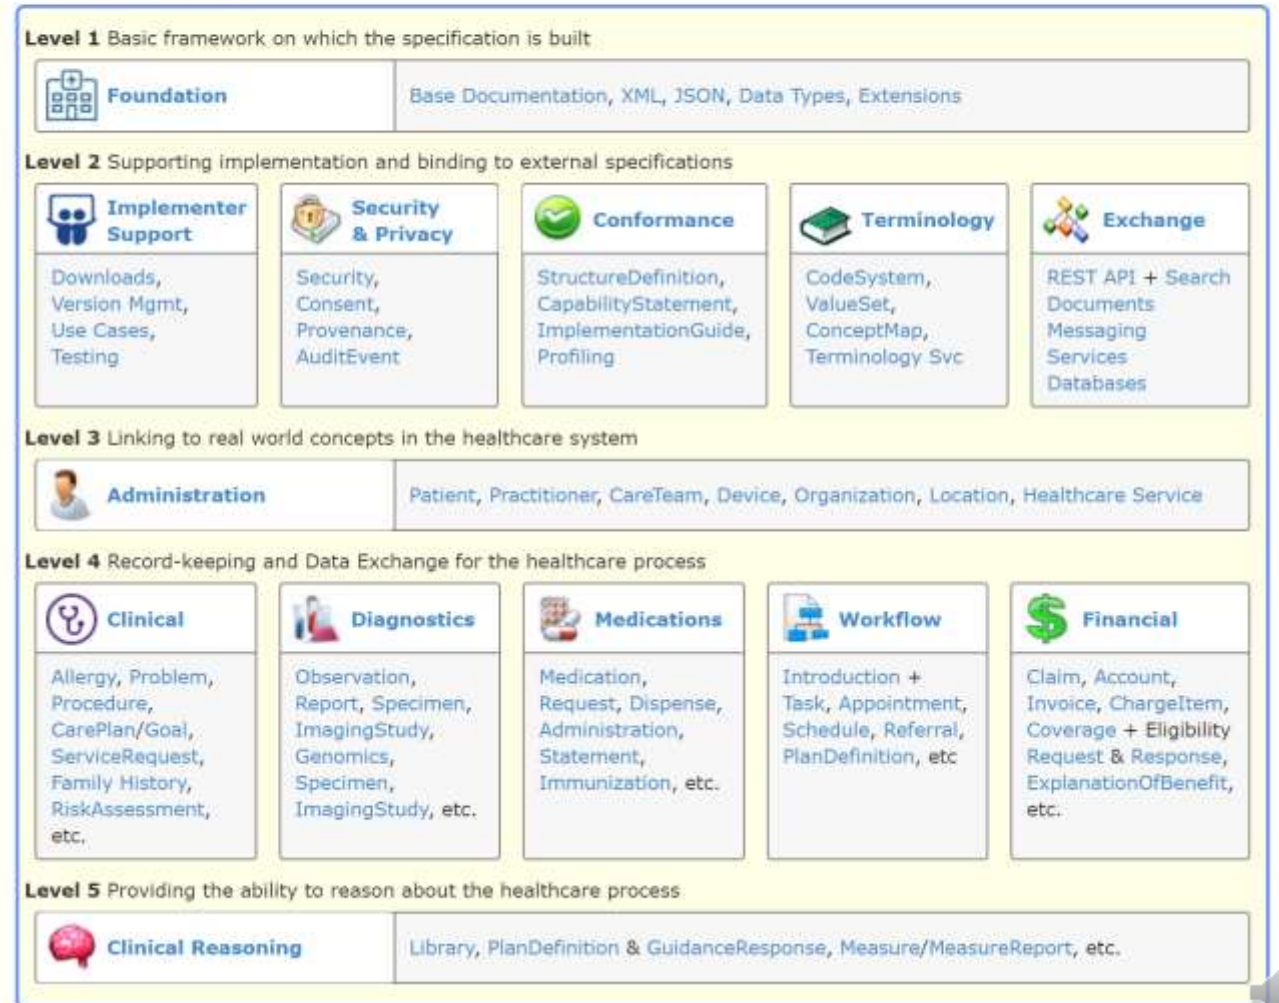 Level 1 Basic framework on which the specification is built
Foundation
Base Documentation, XML, JSON, Data Types, Extensions
Level 2 Supporting implementation and binding to external specifications
Implementer
Support
Downloads,
Version Mgmt,
Use Cases,
Testing
Security
& Privacy
Security,
Consent,
Provenance,
AuditEvent
Conformance
StructureDefinition,
CapabilityStatement,
ImplementationGuide,
Profiling
Terminology
CodeSystem,
ValueSet,
ConceptMap,
Terminology Svc
Exchange
REST API + Search
Documents
Messaging
Services
Databases
Level 3 Linking to real world concepts in the healthcare system
Administration
Patient, Practitioner, CareTeam, Device, Organization, Location, Healthcare Service
Level 4 Record-keeping and Data Exchange for the healthcare process
Clinical
Allergy, Problem,
Procedure,
CarePlan/Goal,
ServiceRequest,
Family History,
RiskAssessment,
etc.
Diagnostics
Observation,
Report, Specimen,
ImagingStudy,
Genomics,
Specimen,
ImagingStudy, etc.
Medications
Medication,
Request, Dispense,
Administration,
Statement,
Immunization, etc.
Workflow
Introduction +
Task, Appointment,
Schedule, Referral,
PlanDefinition, etc
Financial
Claim, Account,
Invoice, ChargeItem,
Coverage + Eligibility
Request & Response,
ExplanationOfBenefit,
etc.
Level 5 Providing the ability to reason about the healthcare process
Clinical Reasoning
Library, PlanDefinition & GuidanceResponse, Measure/MeasureReport, etc.